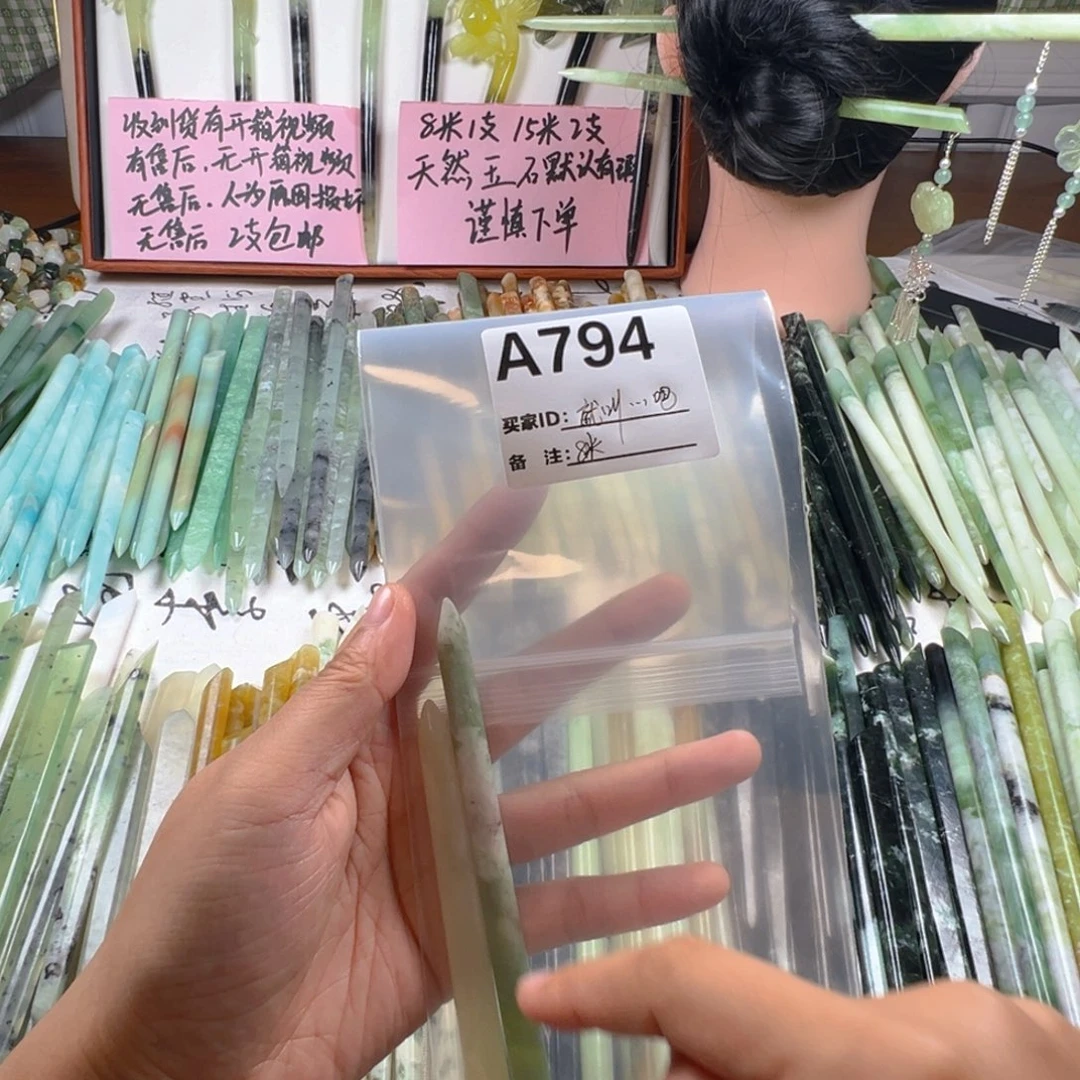 收到货有开箱视频
有售后、无开箱视频
无售后、人为原因损坏
无售后 2支包邮
8米1支 15米2支
天然玉石默认有瑕
谨慎下单
A794
买家ID:
备 注: 8米